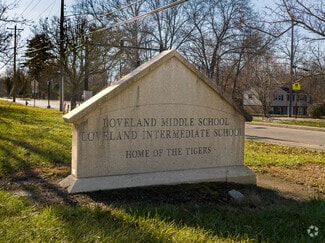 LOVELAND MIDDLE SCHOOL
LOVELAND INTERMEDIATE SCHOOL
HOME OF THE TIGERS